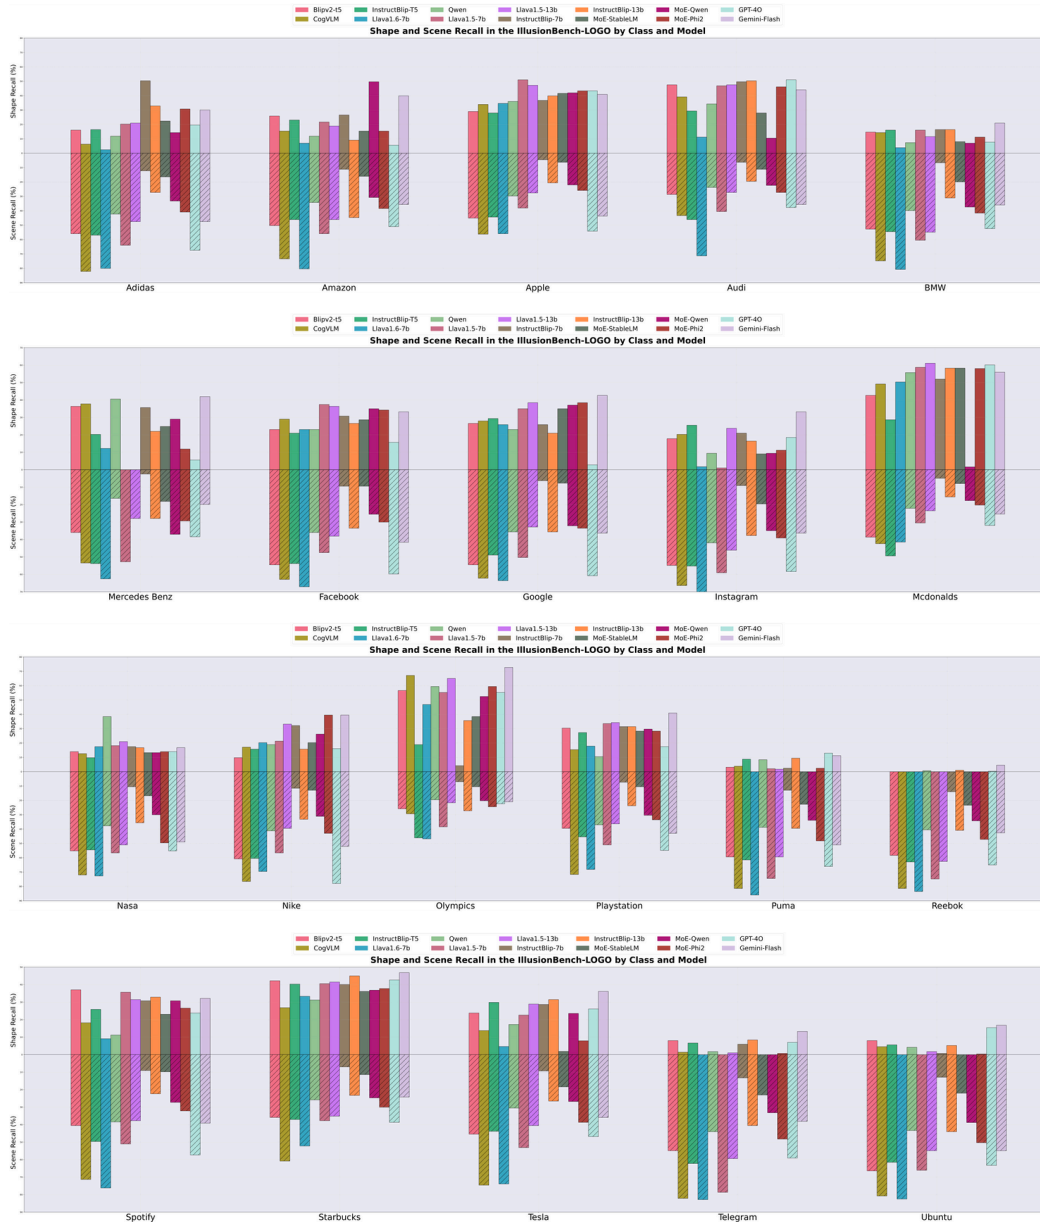 Blipv2-t5 InstructBlip-T5 Qwen Llava1.5-13b InstructBlip-13b MoE-Qwen GPT-4O
CogVLM Llava1.6-7b Llava1.5-7b InstructBlip-7b MoE-StableLM MoE-Phi2 Gemini-Flash
Shape and Scene Recall in the IllusionBench-LOGO by Class and Model
Shape Recall (%)
Scene Recall (%)
Adidas Amazon Apple Audi BMW
Blipv2-t5 InstructBlip-T5 Qwen Llava1.5-13b InstructBlip-13b MoE-Qwen GPT-4O
CogVLM Llava1.6-7b Llava1.5-7b InstructBlip-7b MoE-StableLM MoE-Phi2 Gemini-Flash
Shape and Scene Recall in the IllusionBench-LOGO by Class and Model
Shape Recall (%)
Scene Recall (%)
Mercedes Benz Facebook Google Instagram Mcdonalds
Blipv2-t5 InstructBlip-T5 Qwen Llava1.5-13b InstructBlip-13b MoE-Qwen GPT-4O
CogVLM Llava1.6-7b Llava1.5-7b InstructBlip-7b MoE-StableLM MoE-Phi2 Gemini-Flash
Shape and Scene Recall in the IllusionBench-LOGO by Class and Model
Shape Recall (%)
Scene Recall (%)
Nasa Nike Olympics Playstation Puma Reebok
Blipv2-t5 InstructBlip-T5 Qwen Llava1.5-13b InstructBlip-13b MoE-Qwen GPT-4O
CogVLM Llava1.6-7b Llava1.5-7b InstructBlip-7b MoE-StableLM MoE-Phi2 Gemini-Flash
Shape and Scene Recall in the IllusionBench-LOGO by Class and Model
Shape Recall (%)
Scene Recall (%)
Spotify Starbucks Tesla Telegram Ubuntu